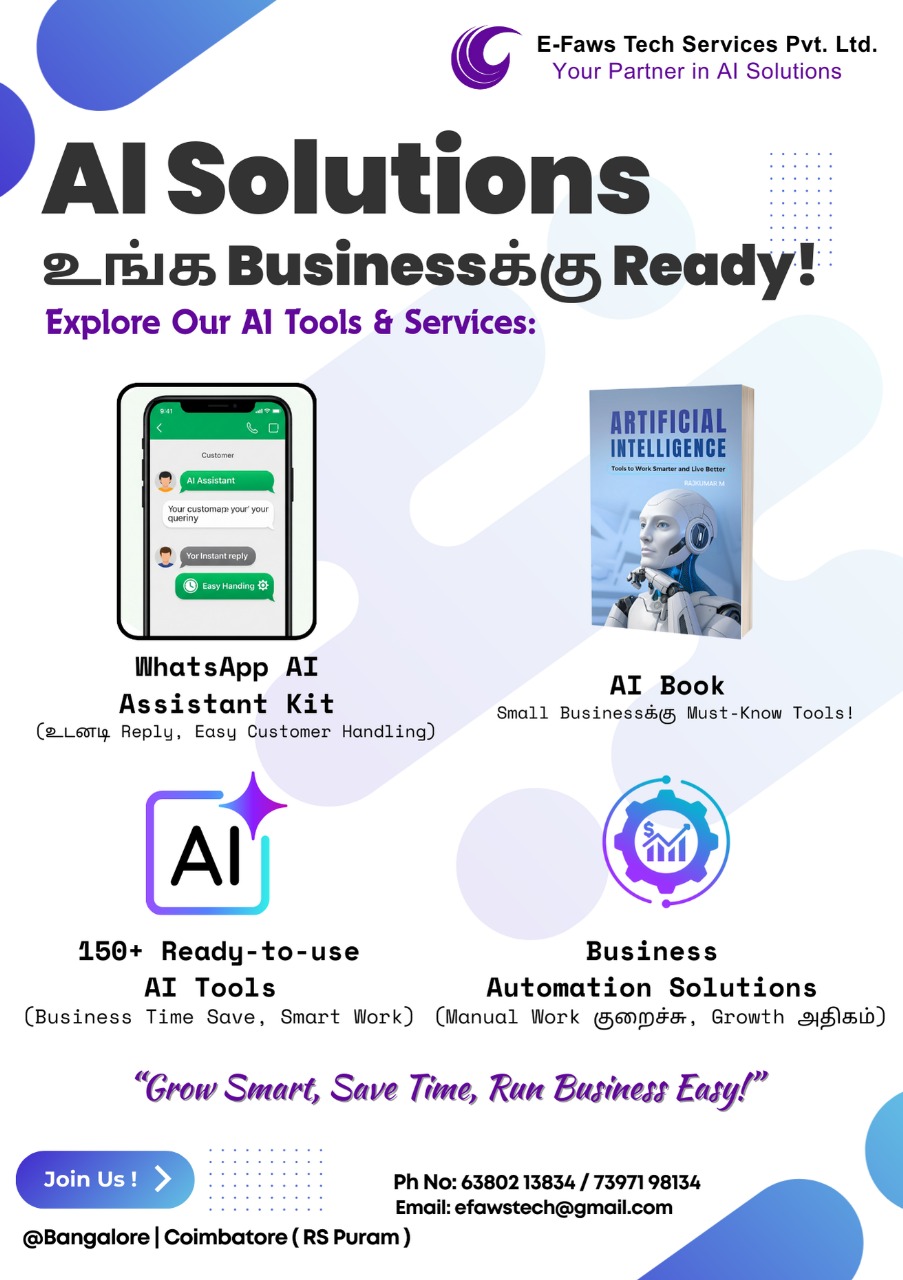 E-Faws Tech Services Pvt. Ltd.
Your Partner in AI Solutions
AI Solutions
உங்க Businessக்கு Ready!
Explore Our AI Tools & Services:
9:41
Customer
AI Assistant
Your customaре your' your
queriny
Yor Instant reply
Easy Handing
WhatsApp AI
Assistant Kit
(உடனடி Reply, Easy Customer Handling)
ARTIFICIAL
INTELLIGENCE
Tools to Work Smarter and Live Better
RAJKUMAR M
AI Book
Small Businessக்கு Must-Know Tools!
AI
150+ Ready-to-use
AI Tools
(Business Time Save, Smart Work)
$
Business
Automation Solutions
(Manual Work குறைச்சு, Growth அதிகம்)
“Grow Smart, Save Time, Run Business Easy!”
Join Us !
Ph No: 63802 13834 / 73971 98134
Email: efawstech@gmail.com
@Bangalore | Coimbatore ( RS Puram )